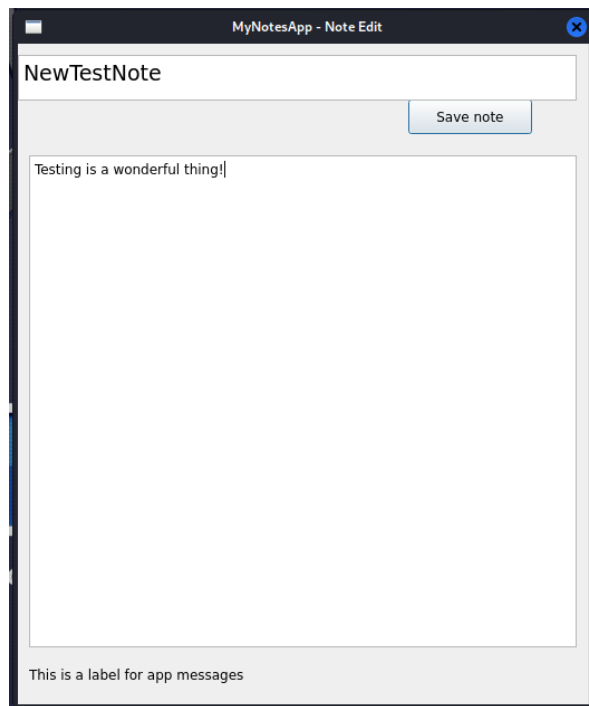 MyNotesApp - Note Edit
NewTestNote
Save note
Testing is a wonderful thing!
This is a label for app messages